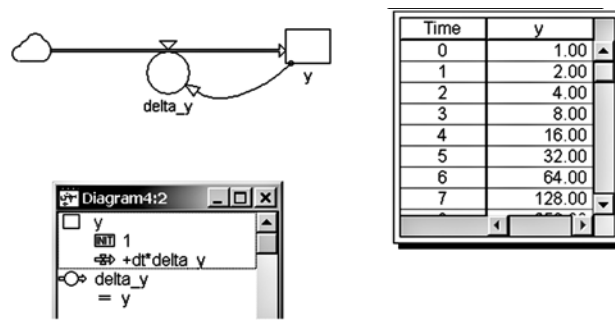 y
delta_y
Time y
0 1.00
1 2.00
2 4.00
3 8.00
4 16.00
5 32.00
6 64.00
7 128.00
Diagram4:2
y
INIT 1
+dt*delta_y
delta_y
= y